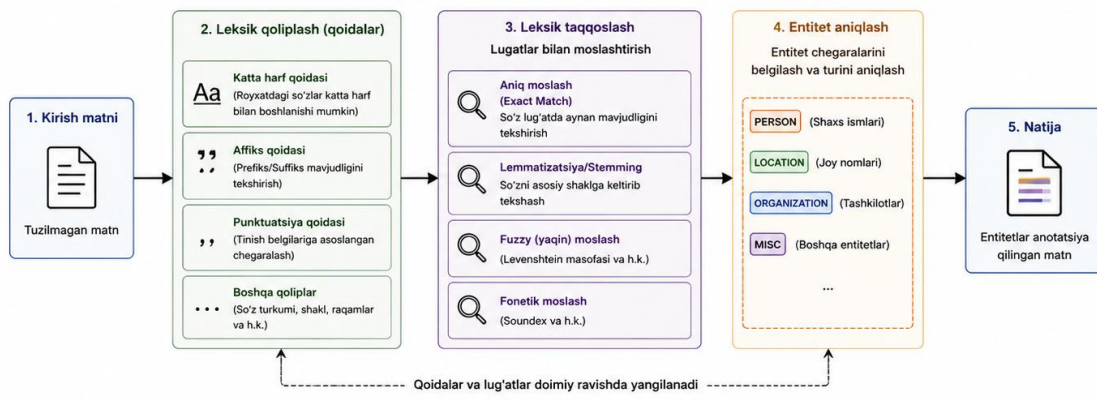 1. Kirish matni
Tuzilmagan matn
2. Leksik qoliplash (qoidalar)
Aa
Katta harf qoidasi
(Royxatdagi so'zlar katta harf
bilan boshlanishi mumkin)
Affiks qoidasi
(Prefiks/Suffiks mavjudligini
tekshirish)
Punktuatsiya qoidasi
(Tinish belgilariga asoslangan
chegaralash)
Boshqa qoliplar
(So'z turkumi, shakl, raqamlar
va h.k.)
3. Leksik taqqoslash
Lugatlar bilan moslashtirish
Aniq moslash
(Exact Match)
So'z lug'atda aynan mavjudligini
tekshirish
Lemmatizatsiya/Stemming
So'zni asosiy shaklga keltirib
tekshash
Fuzzy (yaqin) moslash
(Levenshtein masofasi va h.k.)
Fonetik moslash
(Soundex va h.k.)
4. Entitet aniqlash
Entitet chegaralarini
belgilash va turini aniqlash
PERSON (Shaxs ismlari)
LOCATION (Joy nomlari)
ORGANIZATION (Tashkilotlar)
MISC (Boshqa entitetlar)
...
5. Natija
Entitetlar anotatsiya
qilingan matn
Qoidalar va lug'atlar doimiy ravishda yangilanadi